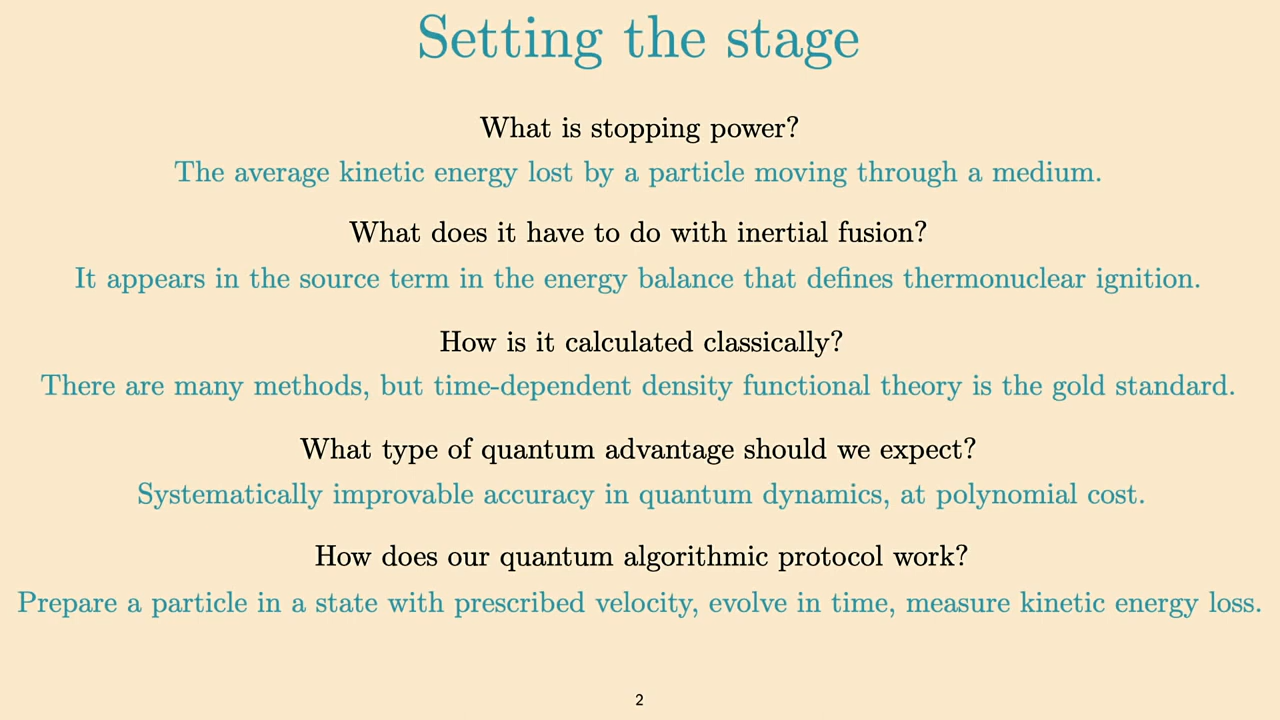 Setting the stage
What is stopping power?
The average kinetic energy lost by a particle moving through a medium.
What does it have to do with inertial fusion?
It appears in the source term in the energy balance that defines thermonuclear ignition.
How is it calculated classically?
There are many methods, but time-dependent density functional theory is the gold standard.
What type of quantum advantage should we expect?
Systematically improvable accuracy in quantum dynamics, at polynomial cost.
How does our quantum algorithmic protocol work?
Prepare a particle in a state with prescribed velocity, evolve in time, measure kinetic energy loss.
2